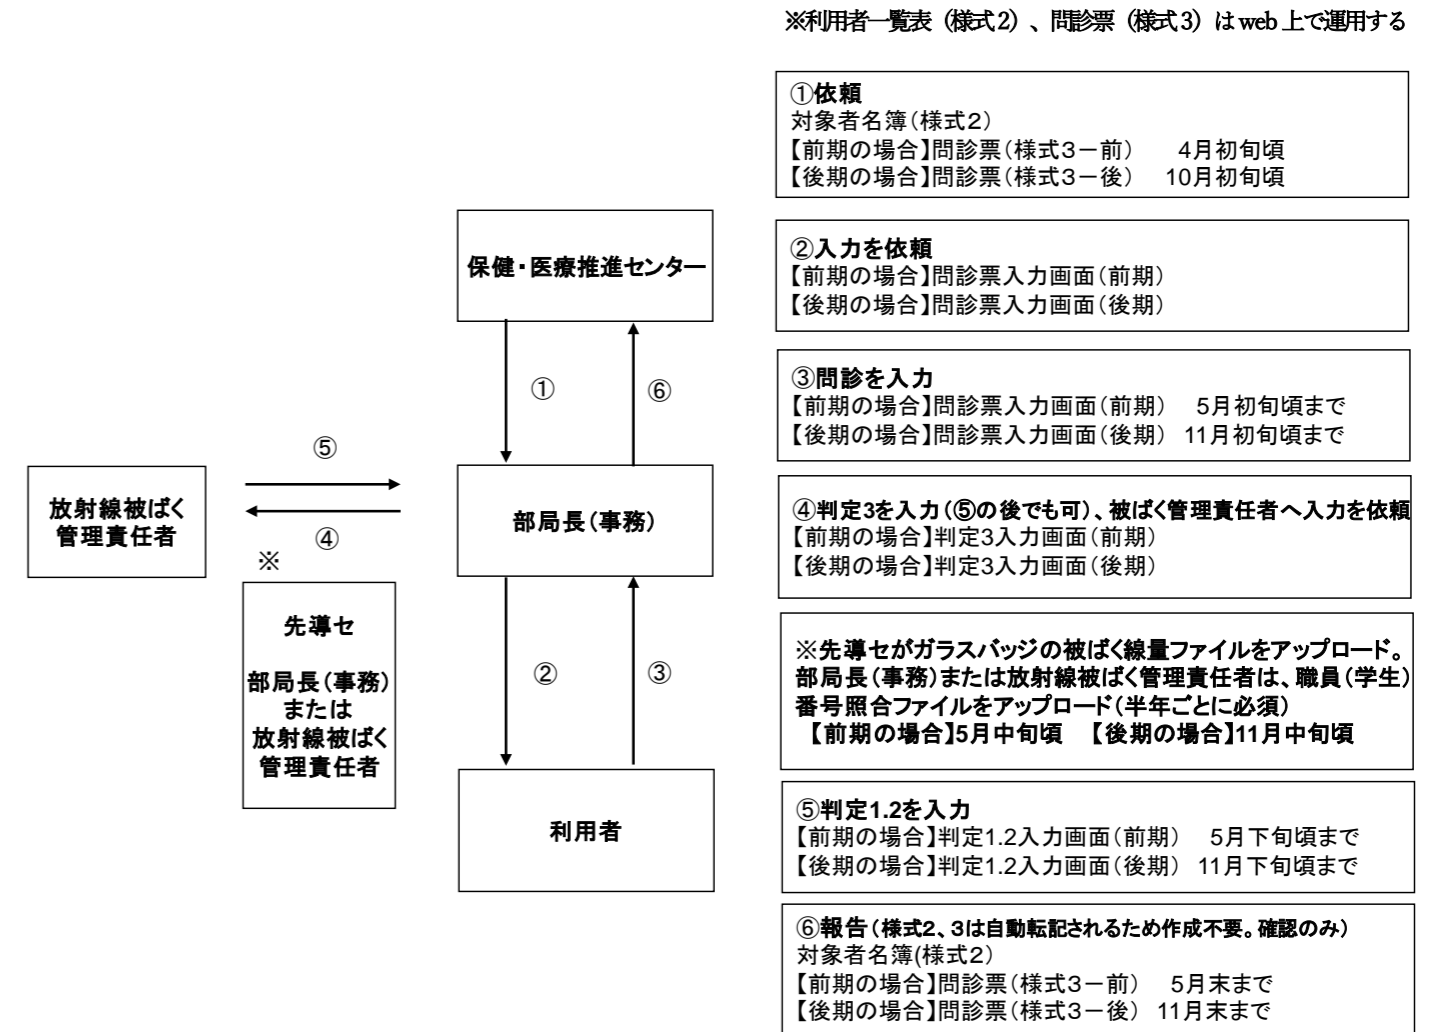 ※利用者一覧表（様式2）、問診票（様式3）はweb上で運用する
①依頼
対象者名簿（様式2）
【前期の場合】問診票（様式3－前）　4月初旬頃
【後期の場合】問診票（様式3－後）　10月初旬頃
②入力を依頼
【前期の場合】問診票入力画面（前期）
【後期の場合】問診票入力画面（後期）
③問診を入力
【前期の場合】問診票入力画面（前期）　5月初旬頃まで
【後期の場合】問診票入力画面（後期）　11月初旬頃まで
④判定3を入力（⑤の後でも可）、被ばく管理責任者へ入力を依頼
【前期の場合】判定3入力画面（前期）
【後期の場合】判定3入力画面（後期）
※先導セがガラスバッジの被ばく線量ファイルをアップロード。
部局長（事務）または放射線被ばく管理責任者は、職員（学生）
番号照合ファイルをアップロード（半年ごとに必須）
【前期の場合】5月中旬頃　【後期の場合】11月中旬頃
⑤判定1.2を入力
【前期の場合】判定1.2入力画面（前期）　5月下旬頃まで
【後期の場合】判定1.2入力画面（後期）　11月下旬頃まで
⑥報告（様式2、3は自動転記されるため作成不要。確認のみ）
対象者名簿(様式2）
【前期の場合】問診票（様式3－前）　5月末まで
【後期の場合】問診票（様式3－後）　11月末まで
保健・医療推進センター
①
⑥
⑤
放射線被ばく
管理責任者
④
※
部局長（事務）
先導セ
部局長（事務）
または
放射線被ばく
管理責任者
②
③
利用者